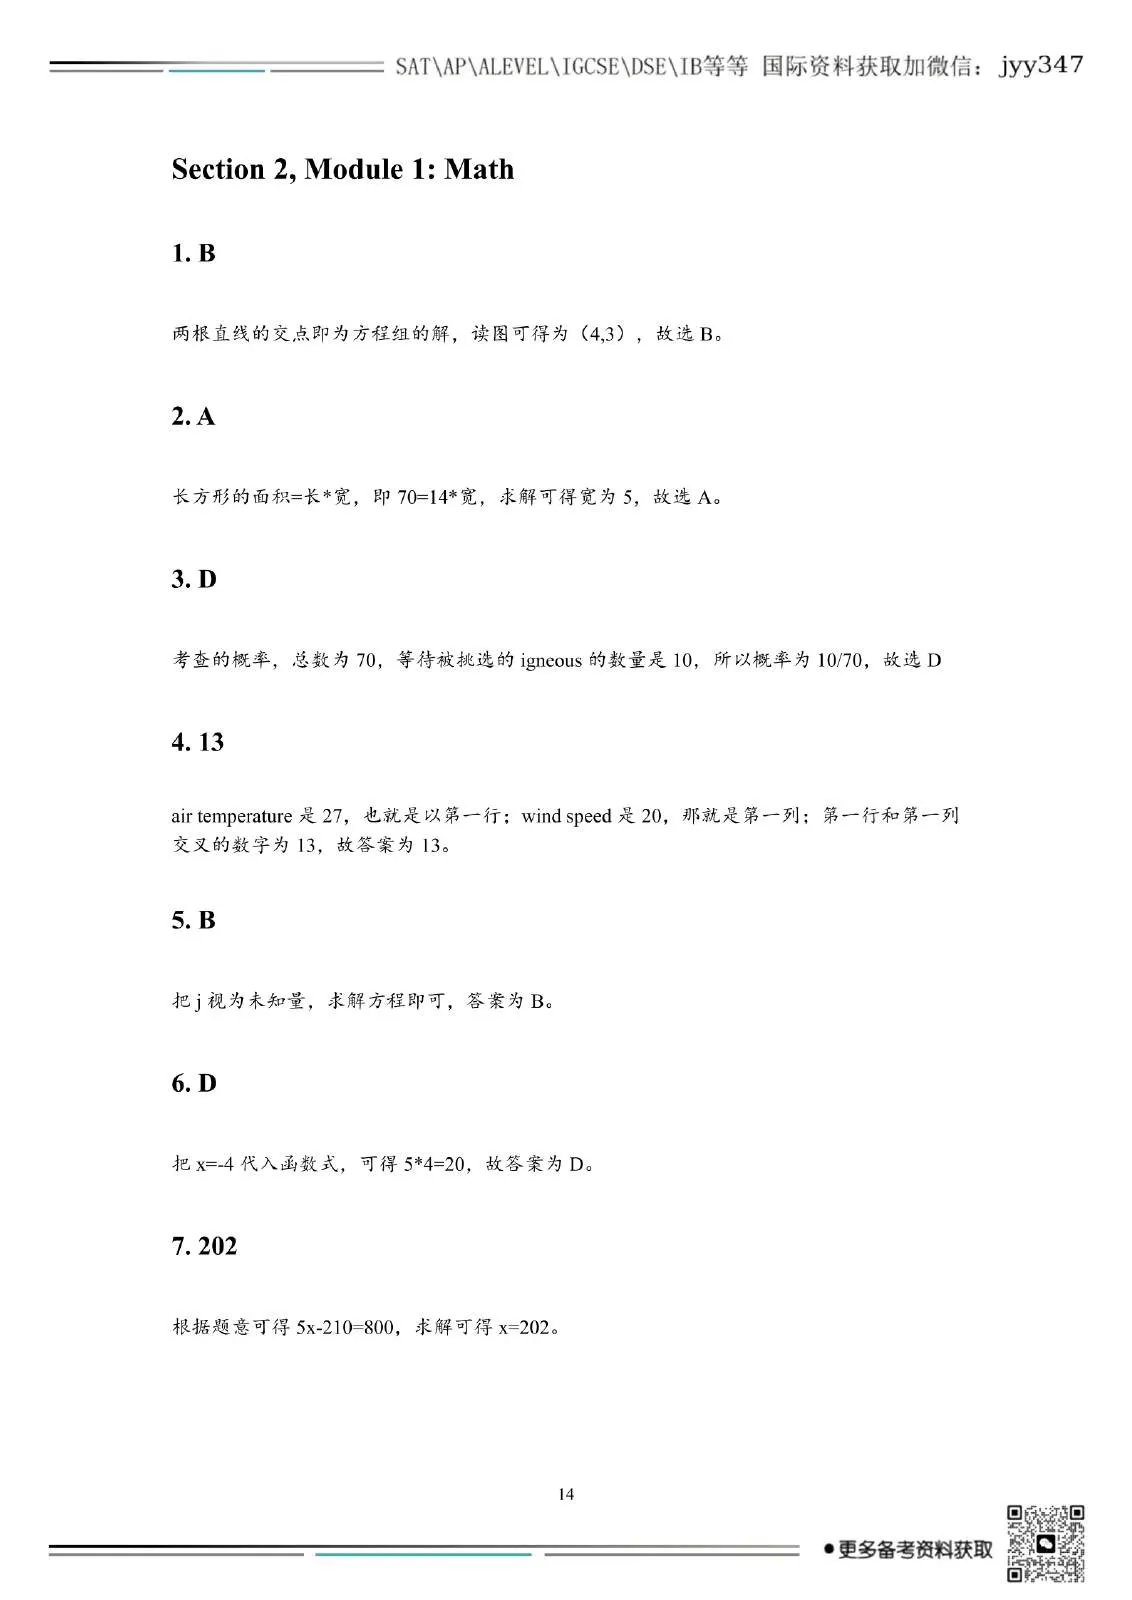 SAT\AP\ALEVEL\IGCSE\DSE\IB等等 国际资料获取加微信：jyy347
Section 2, Module 1: Math
1. B
两根直线的交点即为方程组的解，读图可得为（4,3），故选 B。
2. A
长方形的面积=长*宽，即 70=14*宽，求解可得宽为 5，故选 A。
3. D
考查的概率，总数为 70，等待被挑选的 igneous 的数量是 10，所以概率为 10/70，故选 D
4. 13
air temperature 是 27，也就是以第一行；wind speed 是 20，那就是第一列；第一行和第一列
交叉的数字为 13，故答案为 13。
5. B
把 j 视为未知量，求解方程即可，答案为 B。
6. D
把 x=-4 代入函数式，可得 5*4=20，故答案为 D。
7. 202
根据题意可得 5x-210=800，求解可得 x=202。
14
●更多备考资料获取